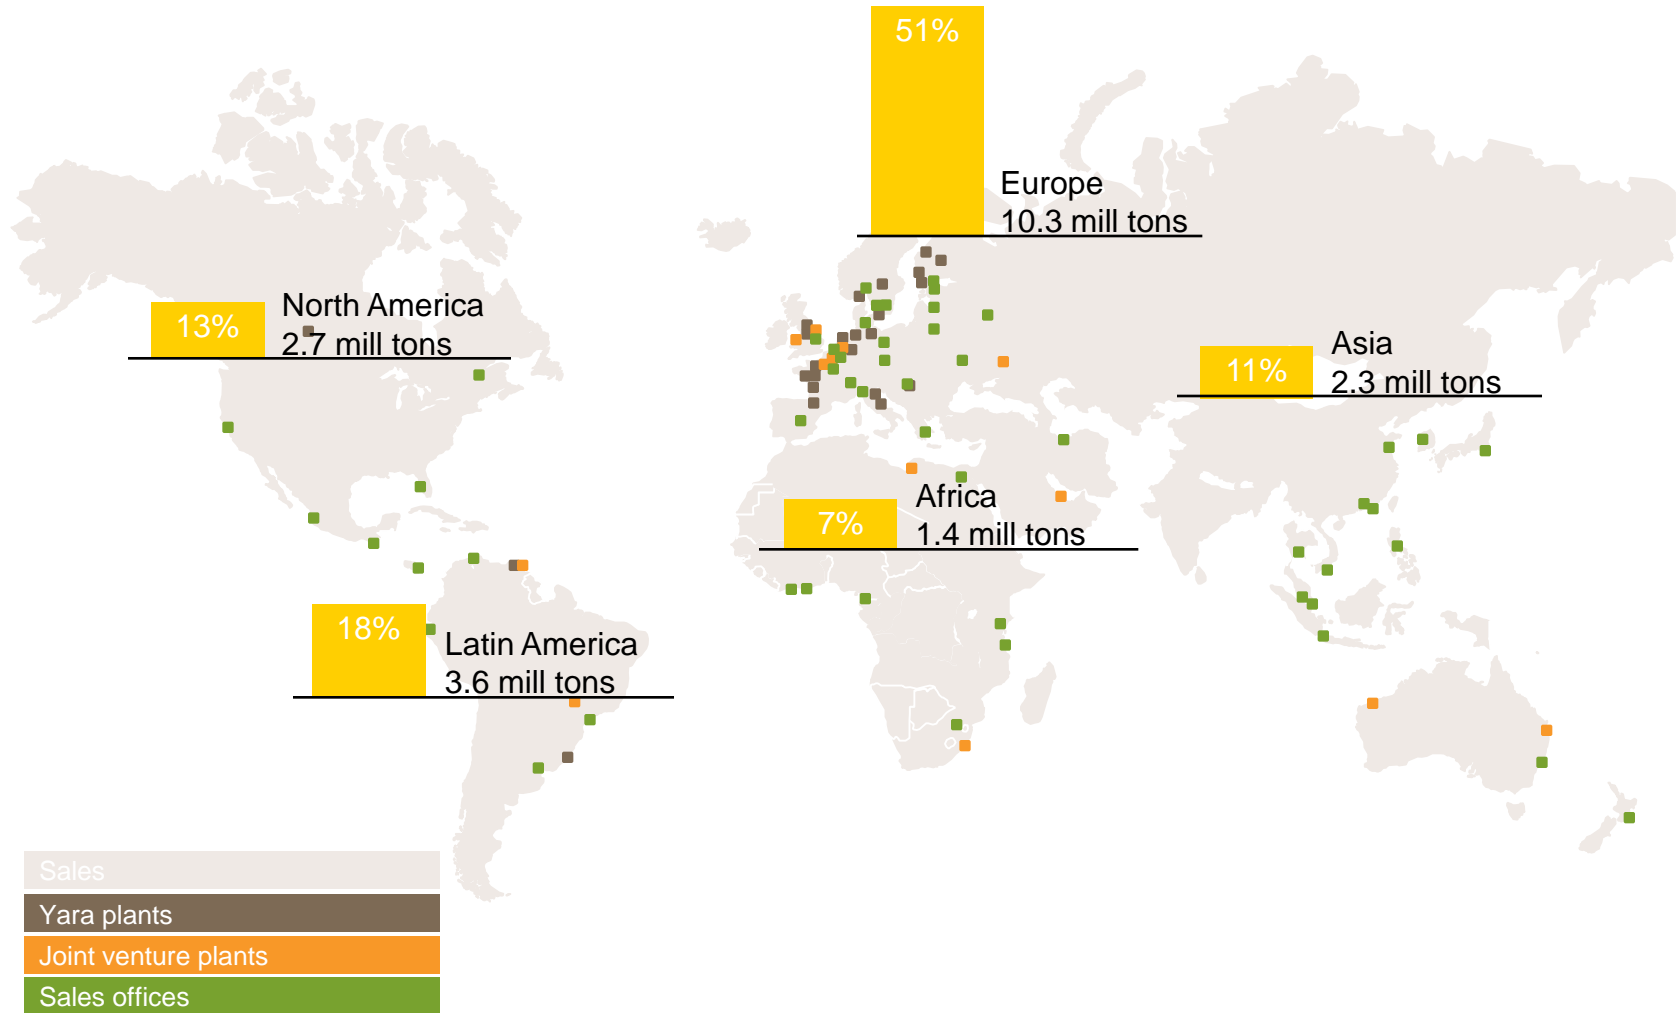 51%
Europe
10.3 mill tons
13%
North America
2.7 mill tons
11%
Asia
2.3 mill tons
7%
Africa
1.4 mill tons
18%
Latin America
3.6 mill tons
Sales
Yara plants
Joint venture plants
Sales offices